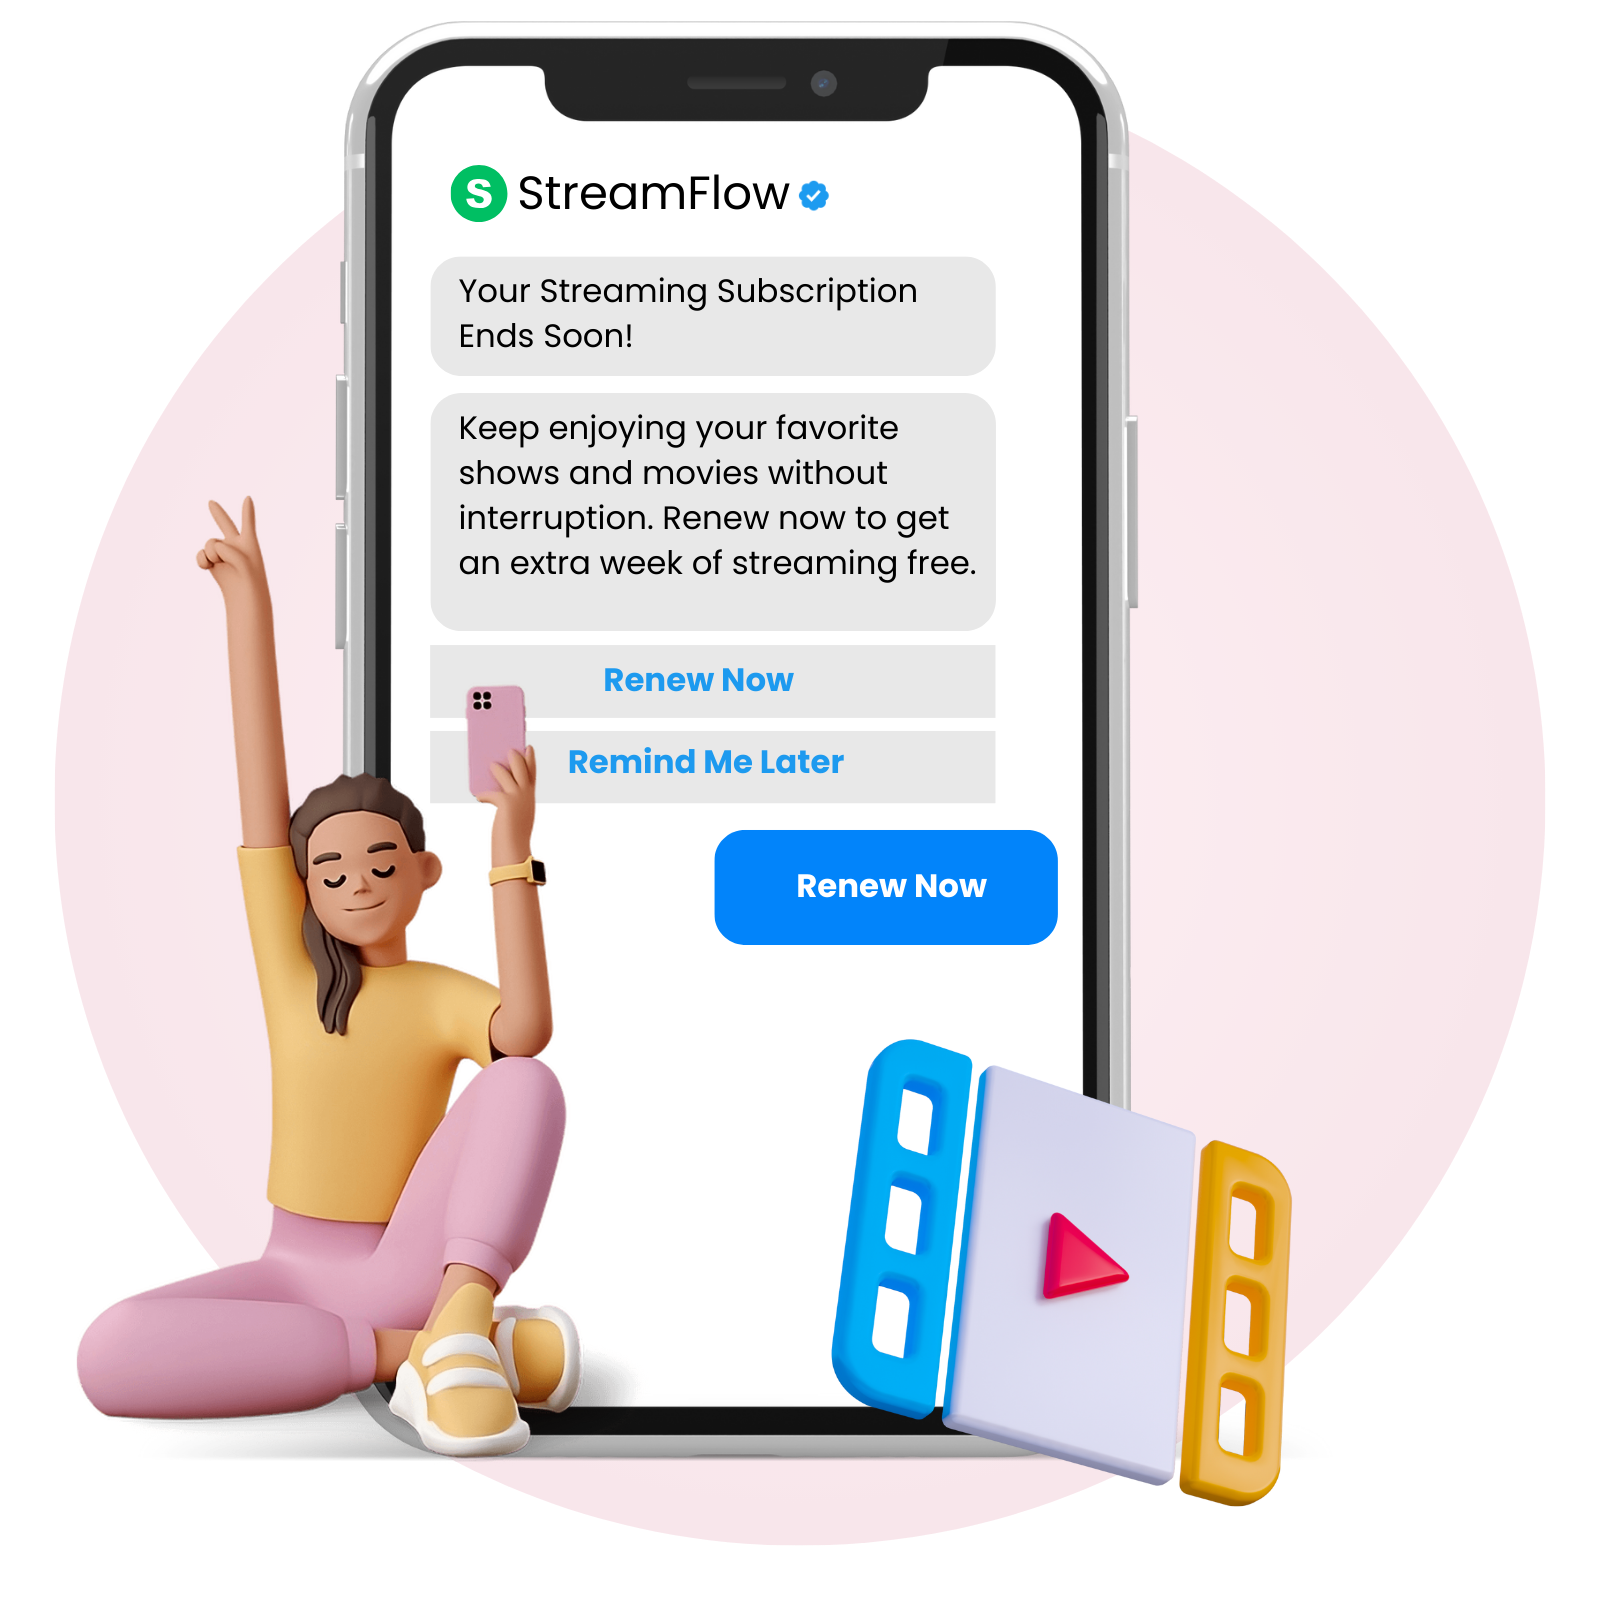 S StreamFlow
Your Streaming Subscription
Ends Soon!
Keep enjoying your favorite
shows and movies without
interruption. Renew now to get
an extra week of streaming free.
Renew Now
Remind Me Later
Renew Now